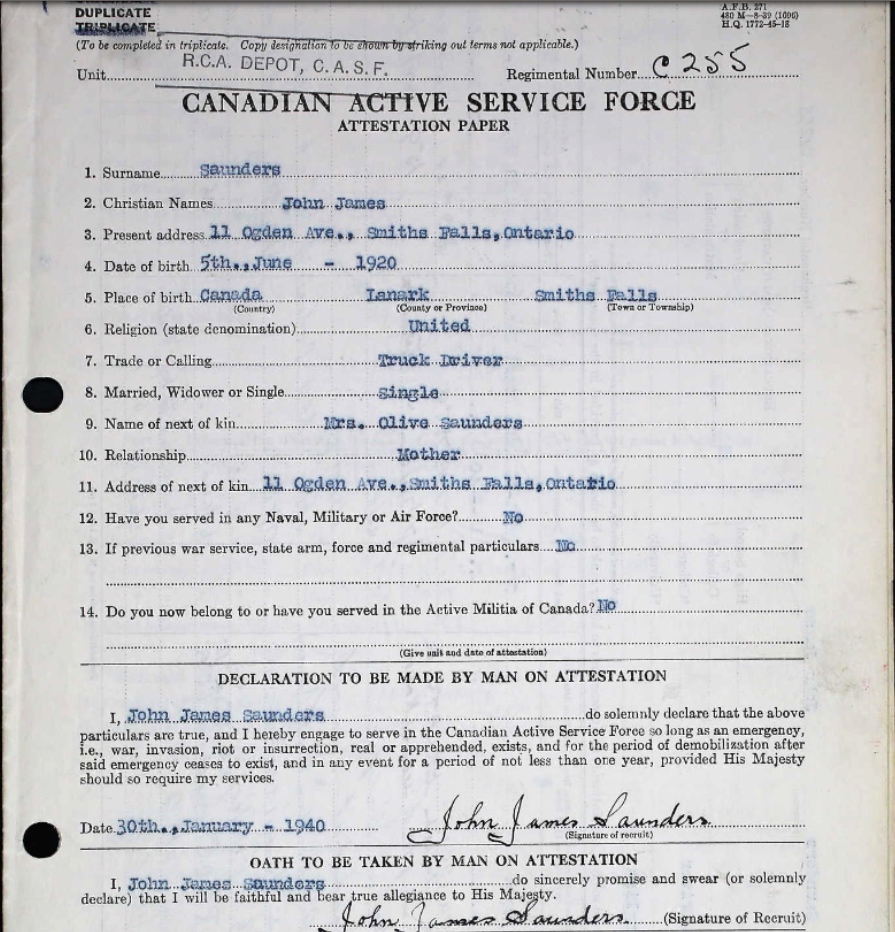 DUPLICATE
TRIPLICATE
A.F.B. 271
480 M—8-39 (1096)
H.Q. 1772-45-18
(To be completed in triplicate. Copy designation to be shown by striking out terms not applicable.)
Unit R.C.A. DEPOT, C.A.S.F. Regimental Number C 255
CANADIAN ACTIVE SERVICE FORCE
ATTESTATION PAPER
1. Surname Saunders
2. Christian Names John James
3. Present address 11 Ogden Ave., Smiths Falls, Ontario
4. Date of birth 5th., June - 1920
5. Place of birth Canada Lanark Smiths Falls
(Country) (County or Province) (Town or Township)
6. Religion (state denomination) United
7. Trade or Calling Truck Driver
8. Married, Widower or Single Single
9. Name of next of kin Mrs. Olive Saunders
10. Relationship Mother
11. Address of next of kin 11 Ogden Ave., Smiths Falls, Ontario
12. Have you served in any Naval, Military or Air Force? No
13. If previous war service, state arm, force and regimental particulars No
14. Do you now belong to or have you served in the Active Militia of Canada? No
(Give unit and date of attestation)
DECLARATION TO BE MADE BY MAN ON ATTESTATION
I, John James Saunders do solemnly declare that the above
particulars are true, and I hereby engage to serve in the Canadian Active Service Force so long as an emergency,
i.e., war, invasion, riot or insurrection, real or apprehended, exists, and for the period of demobilization after
said emergency ceases to exist, and in any event for a period of not less than one year, provided His Majesty
should so require my services.
Date 30th., January - 1940 John James Saunders
(Signature of recruit)
OATH TO BE TAKEN BY MAN ON ATTESTATION
I, John James Saunders do sincerely promise and swear (or solemnly
declare) that I will be faithful and bear true allegiance to His Majesty.
John James Saunders (Signature of Recruit)